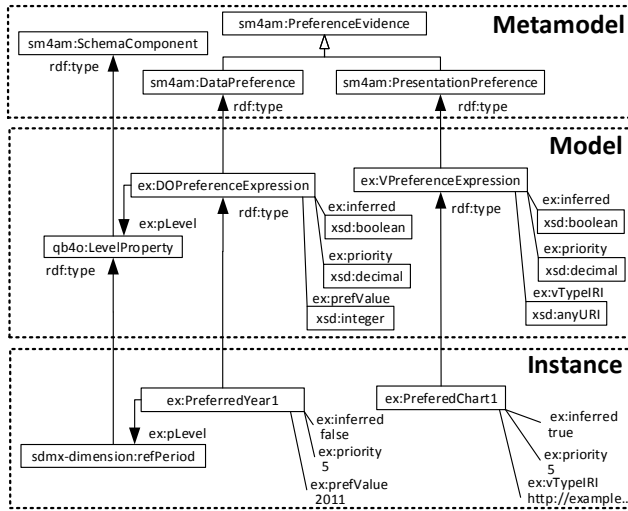 Metamodel
sm4am:PreferenceEvidence
sm4am:SchemaComponent
rdf:type
sm4am:DataPreference
sm4am:PresentationPreference
rdf:type
rdf:type
Model
ex:DOPreferenceExpression
ex:VPreferenceExpression
rdf:type
rdf:type
ex:inferred
xsd:boolean
ex:inferred
xsd:boolean
ex:pLevel
qb4o:LevelProperty
rdf:type
ex:priority
xsd:decimal
ex:priority
xsd:decimal
ex:prefValue
xsd:integer
ex:vTypeIRI
xsd:anyURI
Instance
ex:PreferredYear1
ex:PreferedChart1
ex:pLevel
sdmx-dimension:refPeriod
ex:inferred
false
ex:priority
5
ex:prefValue
2011
ex:inferred
true
ex:priority
5
ex:vTypeIRI
http://example...